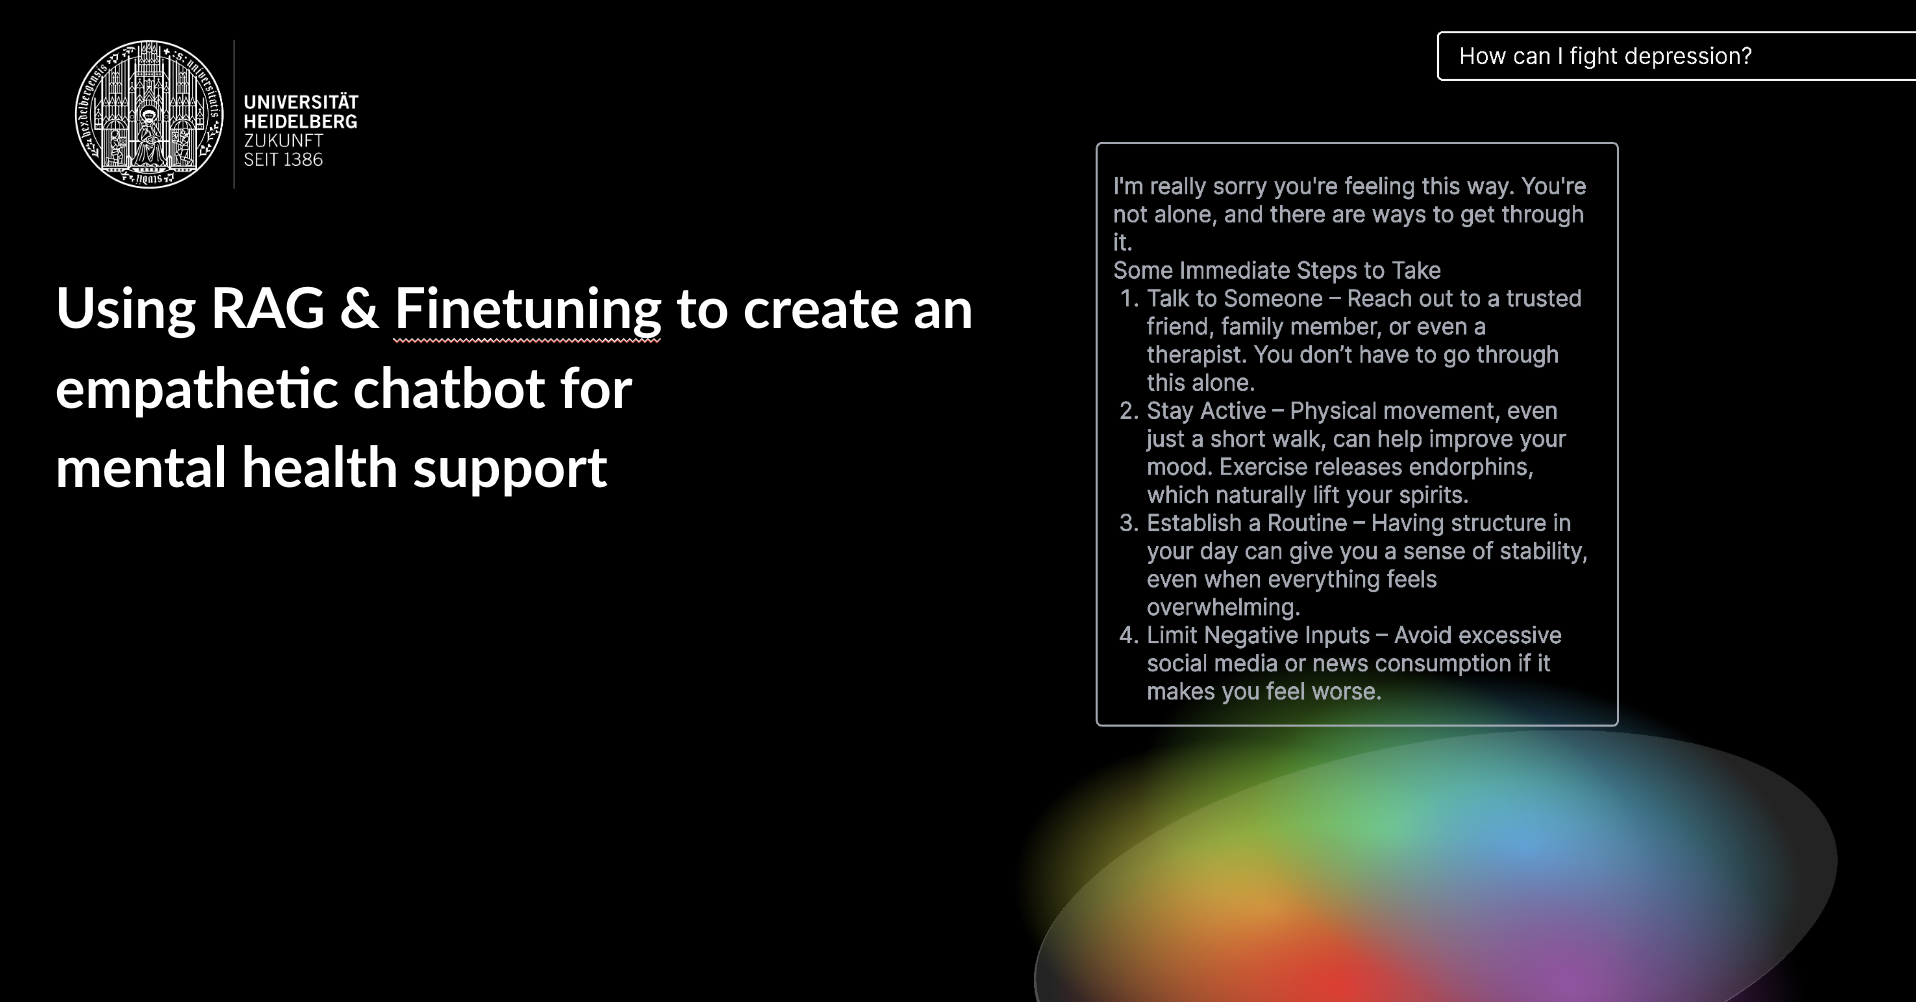 UNIVERSITÄT
HEIDELBERG
ZUKUNFT
SEIT 1386
Using RAG & Finetuning to create an
empathetic chatbot for
mental health support
How can I fight depression?
I'm really sorry you're feeling this way. You're
not alone, and there are ways to get through
it.
Some Immediate Steps to Take
1. Talk to Someone – Reach out to a trusted
friend, family member, or even a
therapist. You don’t have to go through
this alone.
2. Stay Active – Physical movement, even
just a short walk, can help improve your
mood. Exercise releases endorphins,
which naturally lift your spirits.
3. Establish a Routine – Having structure in
your day can give you a sense of stability,
even when everything feels
overwhelming.
4. Limit Negative Inputs – Avoid excessive
social media or news consumption if it
makes you feel worse.